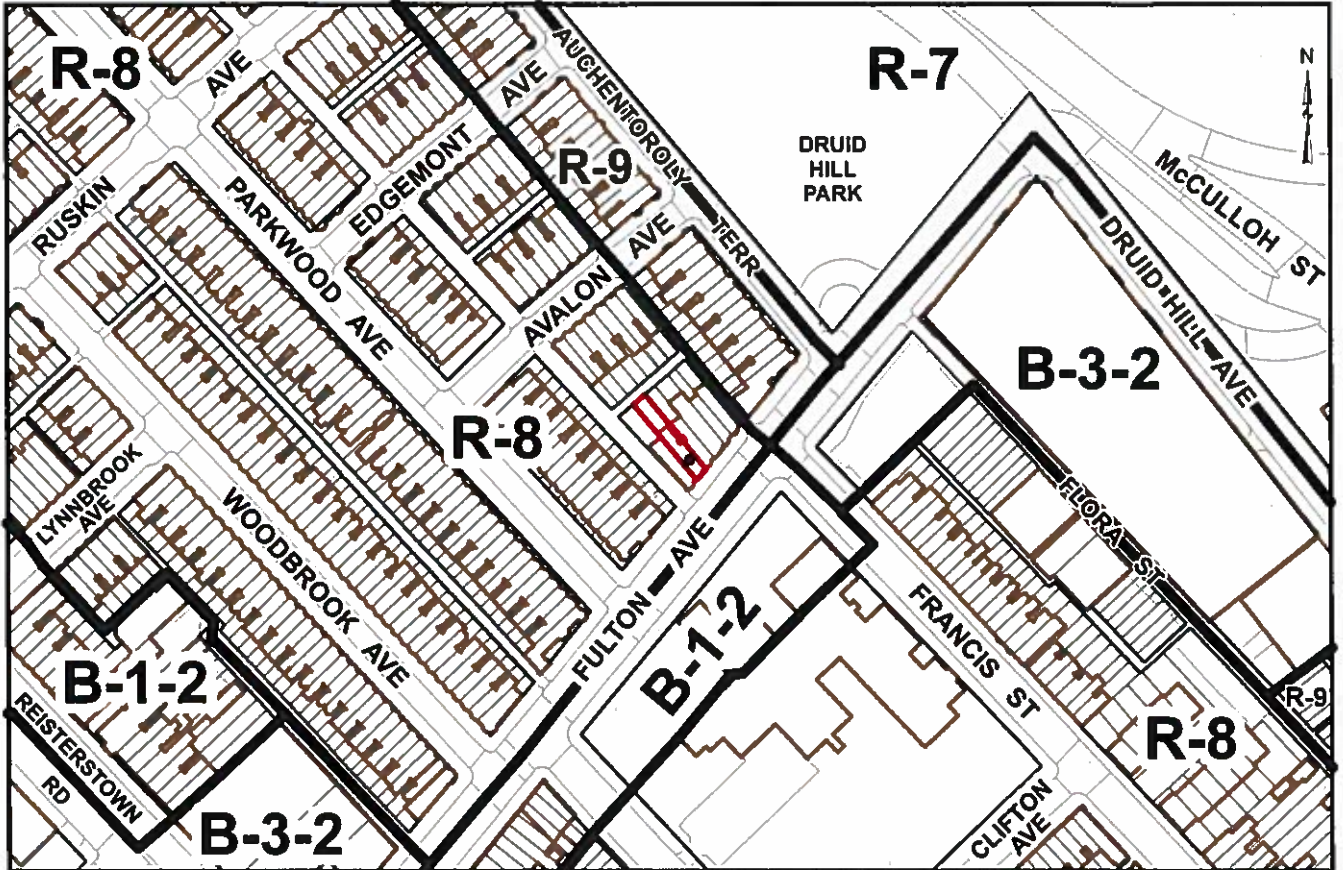 R-8
AVE
AUCHENTOROLY
TERR
R-7
N
AVE
DRUID
HILL
PARK
R-9
McCULLOH ST
RUSKIN
PARKWOOD AVE
EDGEMONT
AVE
AVALON
DRUID HILL AVE
B-3-2
R-8
LYNNBROOK
AVE
WOODBROOK AVE
FULTON AVE
FLORA ST
B-1-2
FRANCIS ST
B-1-2
R-9
REISTERSTOWN
RD
R-8
B-3-2
CLIFTON
AVE